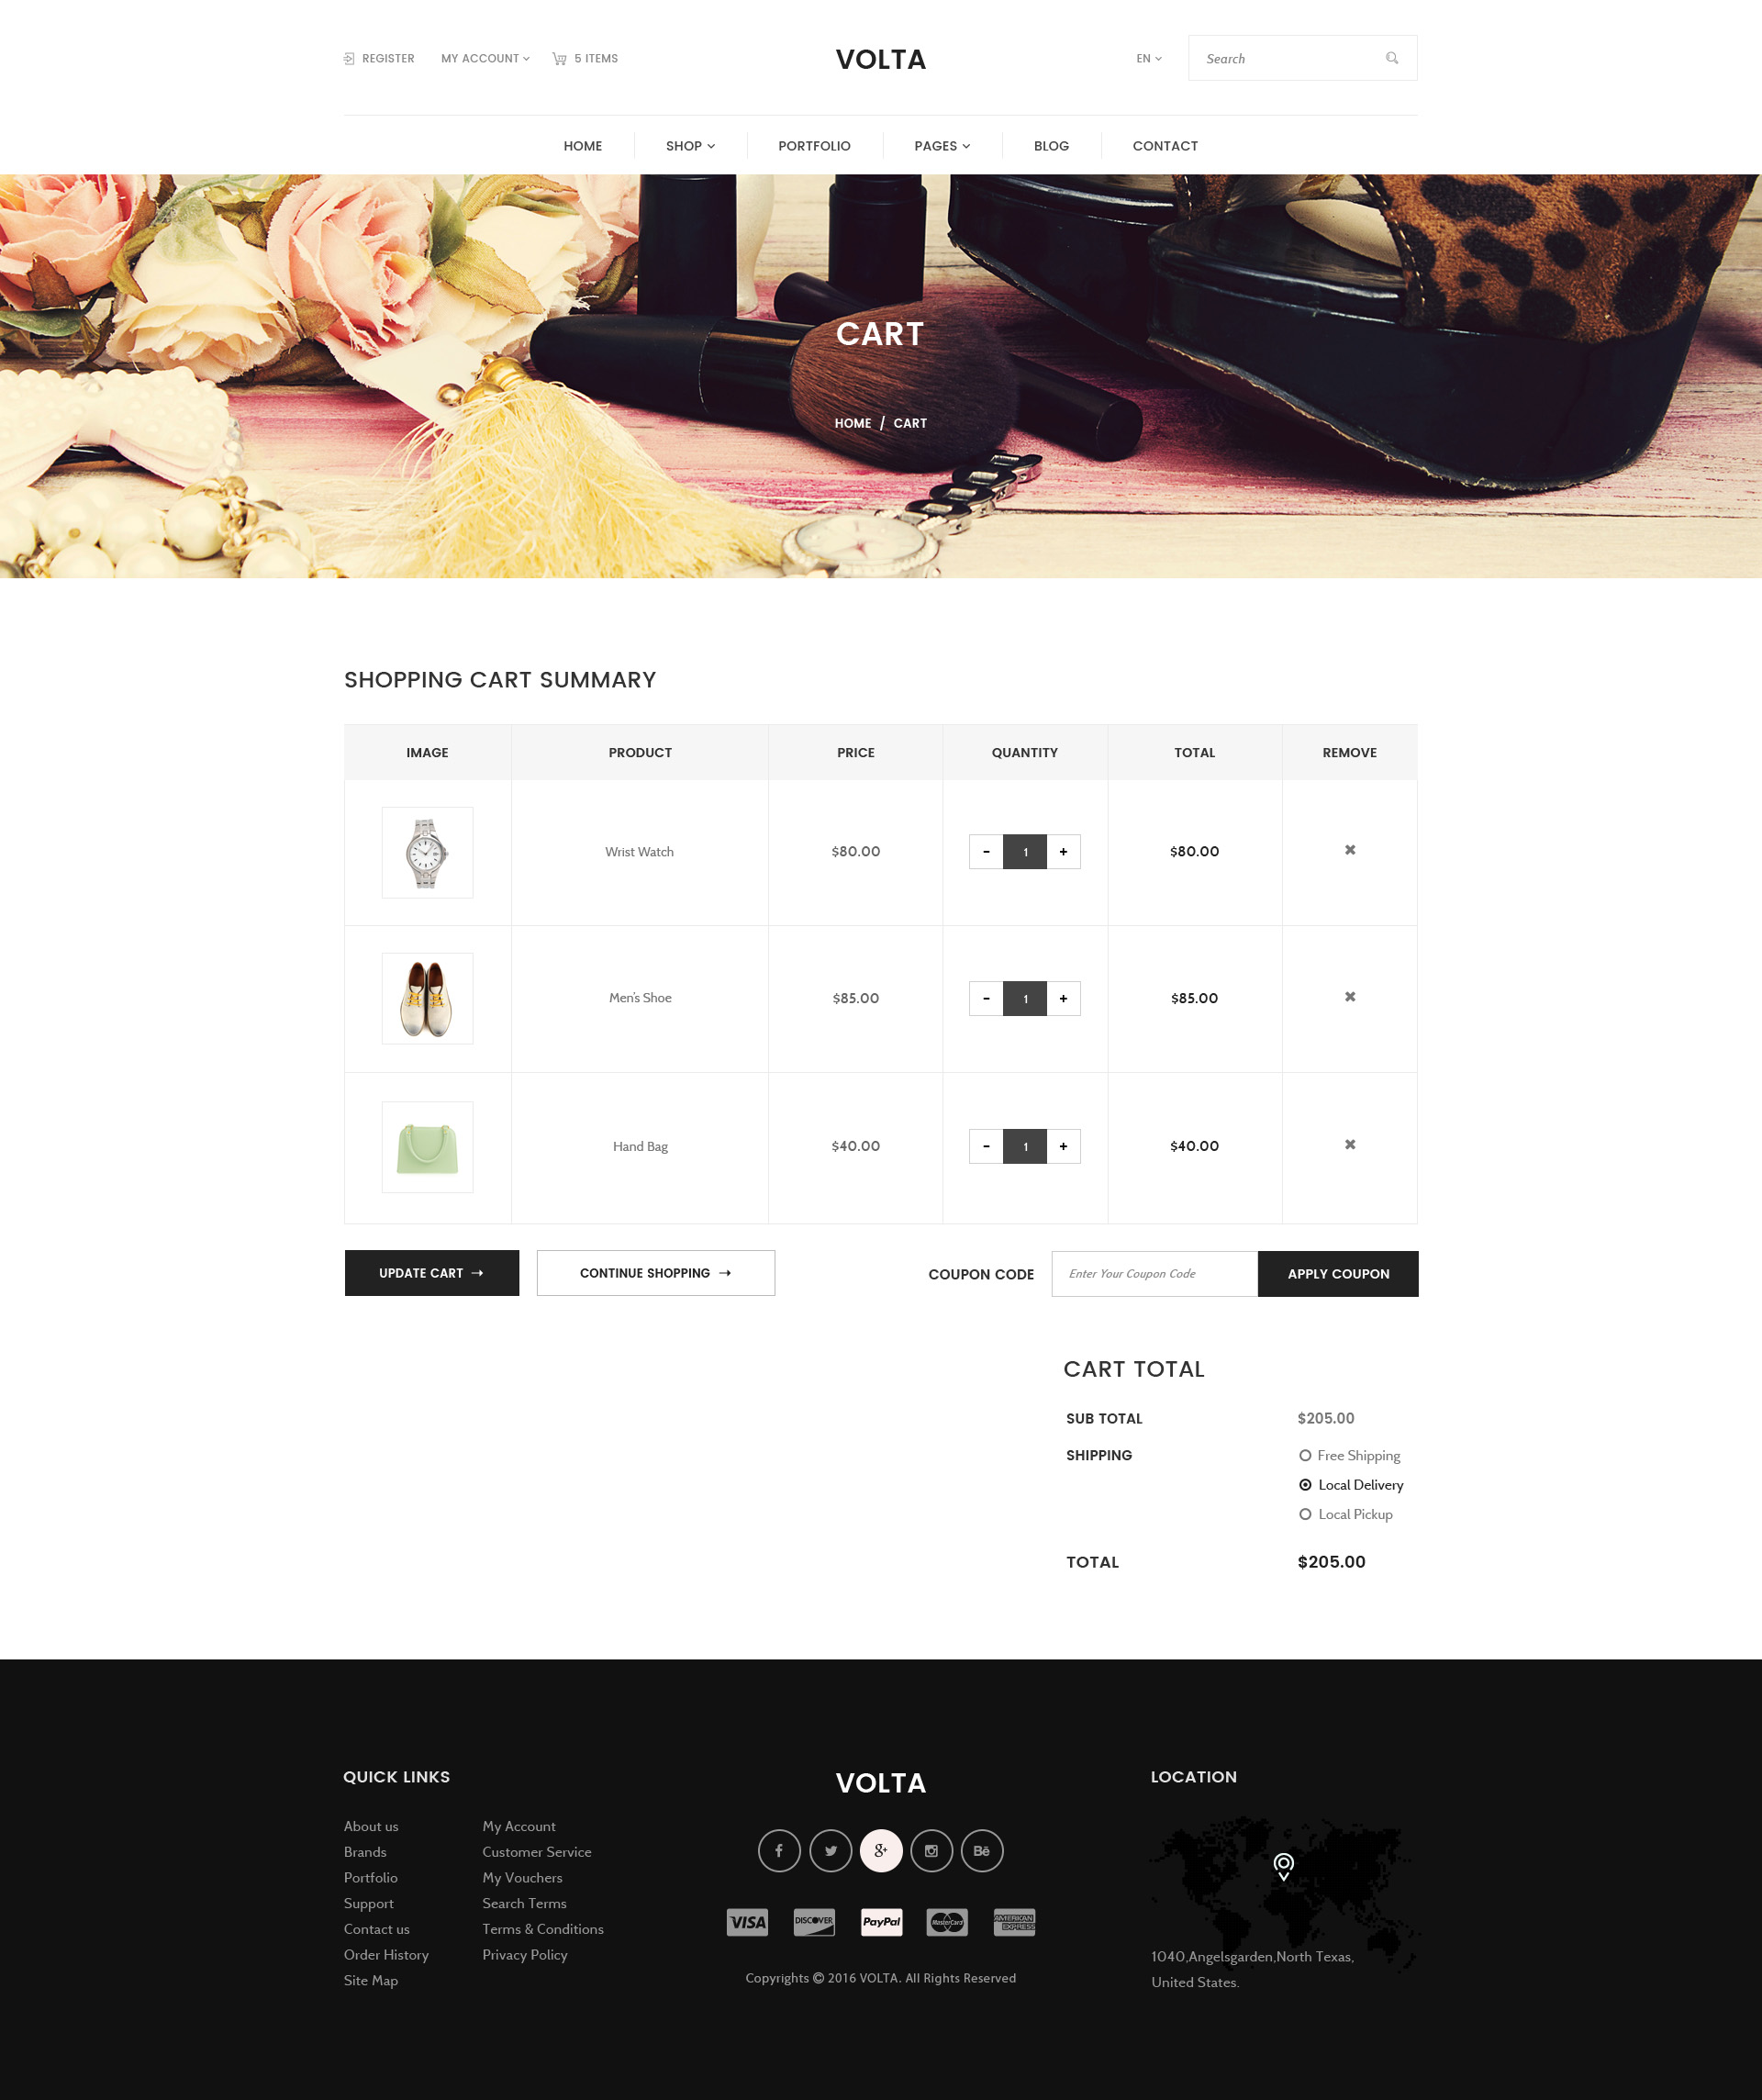 REGISTER MY ACCOUNT 5 ITEMS VOLTA EN Search
HOME SHOP PORTFOLIO PAGES BLOG CONTACT
CART
HOME / CART
SHOPPING CART SUMMARY
IMAGE PRODUCT PRICE QUANTITY TOTAL REMOVE
Wrist Watch $80.00 - 1 + $80.00 ✖
Men's Shoe $85.00 - 1 + $85.00 ✖
Hand Bag $40.00 - 1 + $40.00 ✖
UPDATE CART → CONTINUE SHOPPING → COUPON CODE Enter Your Coupon Code APPLY COUPON
CART TOTAL
SUB TOTAL $205.00
SHIPPING Free Shipping
Local Delivery
Local Pickup
TOTAL $205.00
QUICK LINKS
About us My Account
Brands Customer Service
Portfolio My Vouchers
Support Search Terms
Contact us Terms & Conditions
Order History Privacy Policy
Site Map
VOLTA
g+ Bē
VISA DISCOVER PayPal MasterCard AMERICAN EXPRESS
Copyrights © 2016 VOLTA. All Rights Reserved
LOCATION
1040,Angelsgarden,North Texas,
United States.